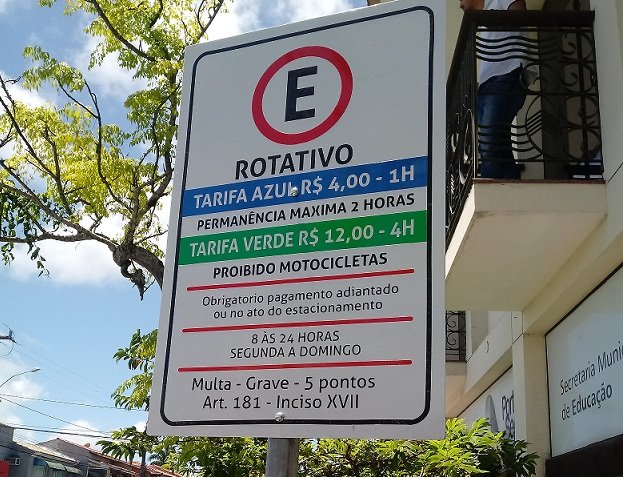 E
ROTATIVO
TARIFA AZUL R$ 4,00 - 1H
PERMANÊNCIA MAXIMA 2 HORAS
TARIFA VERDE R$ 12,00 - 4H
PROIBIDO MOTOCICLETAS
Obrigatorio pagamento adiantado
ou no ato do estacionamento
8 ÀS 24 HORAS
SEGUNDA A DOMINGO
Multa - Grave - 5 pontos
Art. 181 - Inciso XVII
Secretaria Muni
de Educação